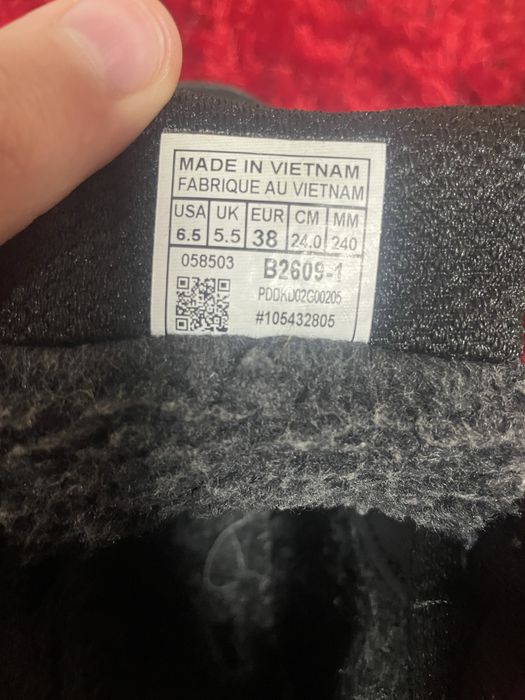 MADE IN VIETNAM
FABRIQUE AU VIETNAM
USA UK EUR CM MM
6.5 5.5 38 24.0 240
058503 B2609-1
PDDKD02G00205
#105432805